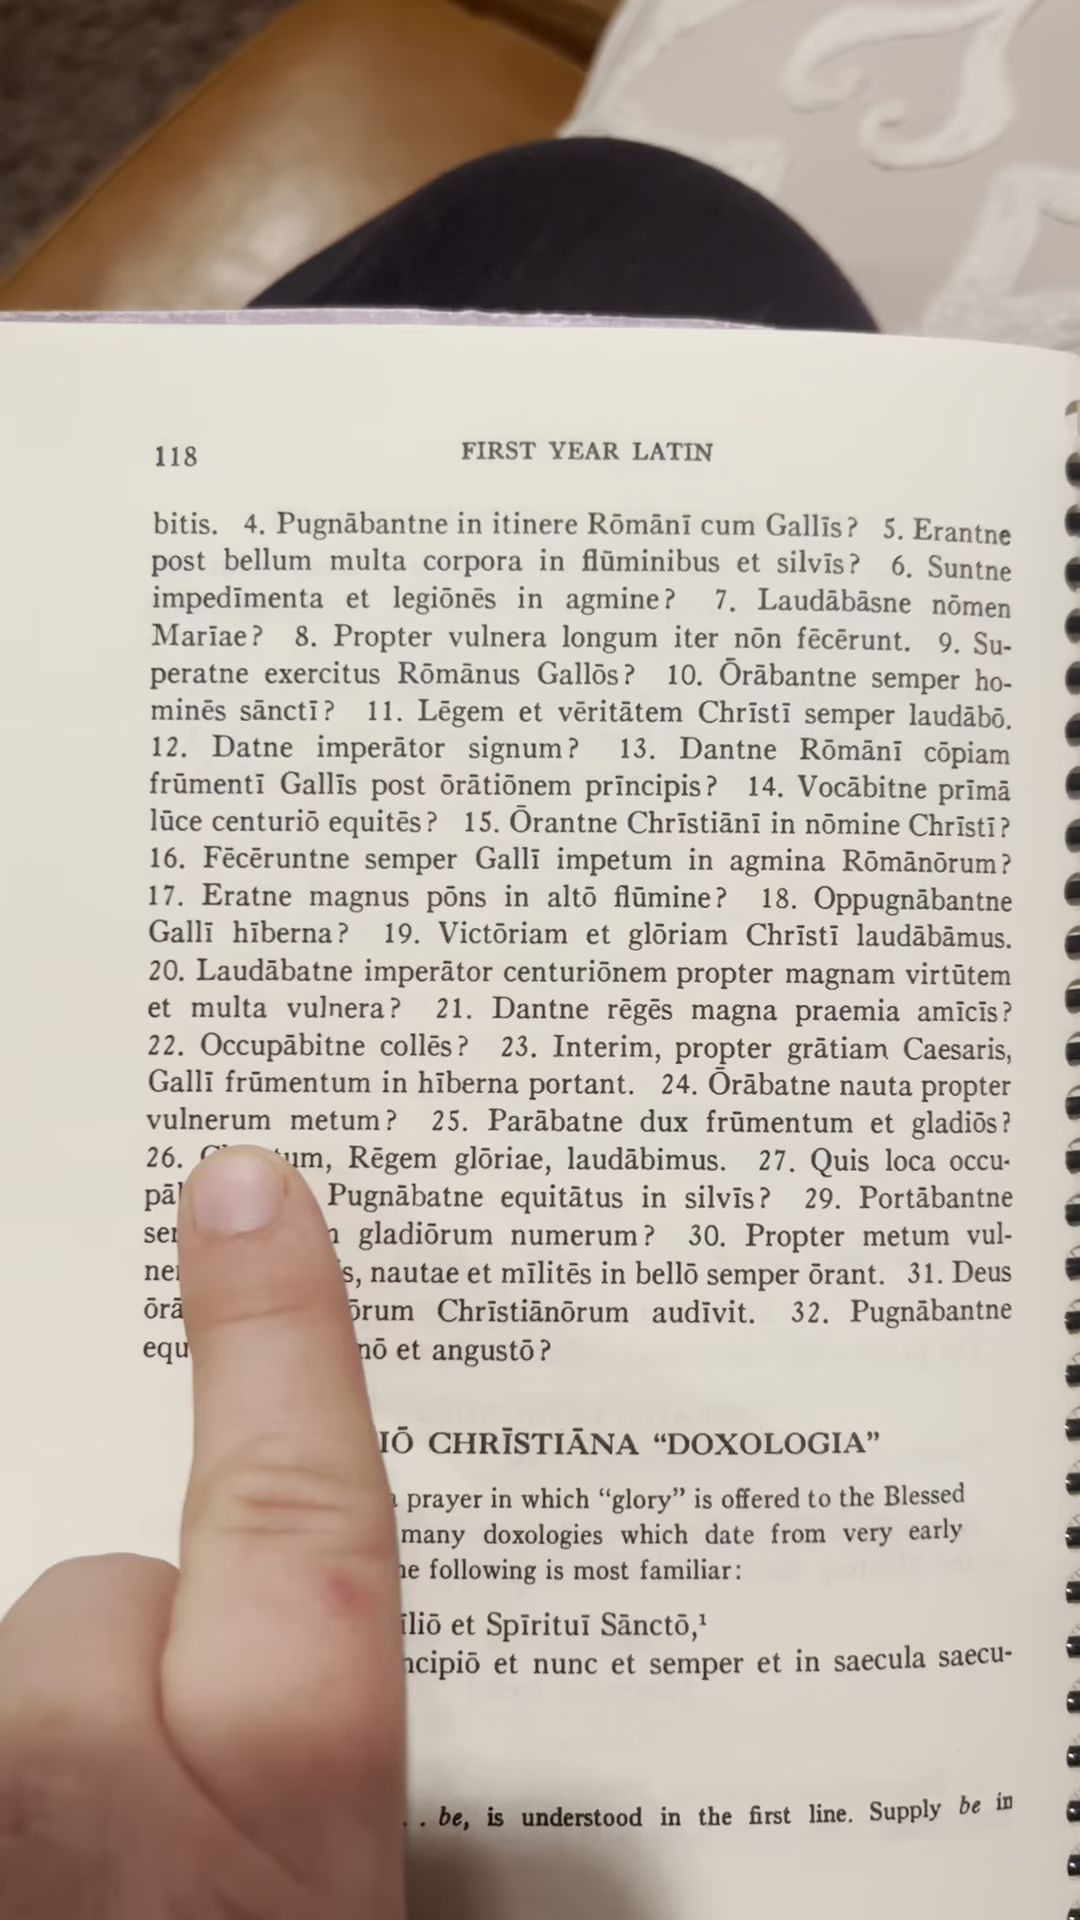 118 FIRST YEAR LATIN
bitis. 4. Pugnābantne in itinere Rōmānī cum Gallīs? 5. Erantne
post bellum multa corpora in flūminibus et silvīs? 6. Suntne
impedīmenta et legiōnēs in agmine? 7. Laudābāsne nōmen
Marīae? 8. Propter vulnera longum iter nōn fēcērunt. 9. Su-
peratne exercitus Rōmānus Gallōs? 10. Ōrābantne semper ho-
minēs sānctī? 11. Lēgem et vēritātem Chrīstī semper laudābō.
12. Datne imperātor signum? 13. Dantne Rōmānī cōpiam
frūmentī Gallīs post ōrātiōnem prīncipis? 14. Vocābitne prīmā
lūce centuriō equitēs? 15. Ōrantne Chrīstiānī in nōmine Chrīstī?
16. Fēcēruntne semper Gallī impetum in agmina Rōmānōrum?
17. Eratne magnus pōns in altō flūmine? 18. Oppugnābantne
Gallī hīberna? 19. Victōriam et glōriam Chrīstī laudābāmus.
20. Laudābatne imperātor centuriōnem propter magnam virtūtem
et multa vulnera? 21. Dantne rēgēs magna praemia amīcīs?
22. Occupābitne collēs? 23. Interim, propter grātiam Caesaris,
Gallī frūmentum in hīberna portant. 24. Ōrābatne nauta propter
vulnerum metum? 25. Parābatne dux frūmentum et gladiōs?
26. Rēgem glōriae, laudābimus. 27. Quis loca occu-
Pugnābatne equitātus in silvīs? 29. Portābantne
gladiōrum numerum? 30. Propter metum vul-
nautae et mīlitēs in bellō semper ōrant. 31. Deus
Chrīstiānōrum audīvit. 32. Pugnābantne
et angustō?
CHRĪSTIĀNA “DOXOLOGIA”
prayer in which “glory” is offered to the Blessed
many doxologies which date from very early
following is most familiar:
et Spīrituī Sānctō,¹
et nunc et semper et in saecula saecu-
. . be, is understood in the first line. Supply be in